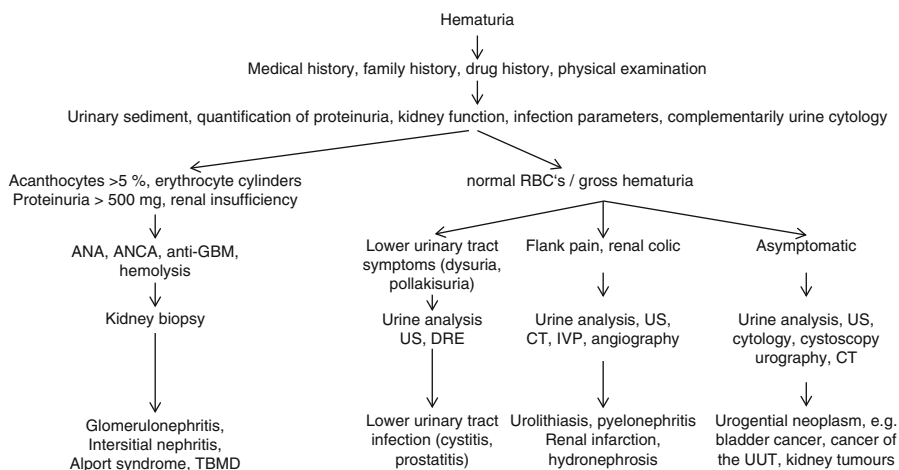 Hematuria
Medical history, family history, drug history, physical examination
Urinary sediment, quantification of proteinuria, kidney function, infection parameters, complementarily urine cytology
Acanthocytes >5 %, erythrocyte cylinders
Proteinuria > 500 mg, renal insufficiency
normal RBC‘s / gross hematuria
ANA, ANCA, anti-GBM,
hemolysis
Lower urinary tract
symptoms (dysuria,
pollakisuria)
Flank pain, renal colic
Asymptomatic
Kidney biopsy
Urine analysis
US, DRE
Urine analysis, US,
CT, IVP, angiography
Urine analysis, US,
cytology, cystoscopy
urography, CT
Glomerulonephritis,
Intersitial nephritis,
Alport syndrome, TBMD
Lower urinary tract
infection (cystitis,
prostatitis)
Urolithiasis, pyelonephritis
Renal infarction,
hydronephrosis
Urogential neoplasm, e.g.
bladder cancer, cancer of
the UUT, kidney tumours